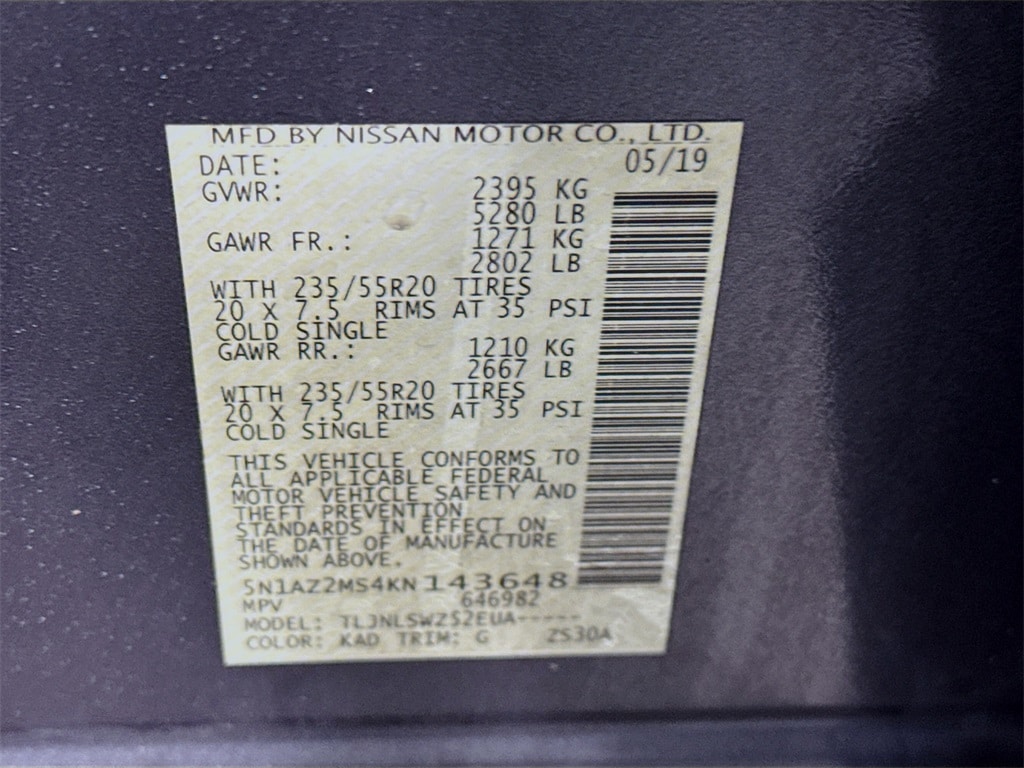 MFD BY NISSAN MOTOR CO., LTD.
DATE: 05/19
GVWR: 2395 KG
5280 LB
GAWR FR.: 1271 KG
2802 LB
WITH 235/55R20 TIRES
20 X 7.5 RIMS AT 35 PSI
COLD SINGLE
GAWR RR.: 1210 KG
2667 LB
WITH 235/55R20 TIRES
20 X 7.5 RIMS AT 35 PSI
COLD SINGLE
THIS VEHICLE CONFORMS TO
ALL APPLICABLE FEDERAL
MOTOR VEHICLE SAFETY AND
THEFT PREVENTION
STANDARDS IN EFFECT ON
THE DATE OF MANUFACTURE
SHOWN ABOVE.
5N1AZ2MS4KN143648
MPV 646982
MODEL: TLJNLSWZS2EUA-----
COLOR: KAD TRIM: G ZS30A